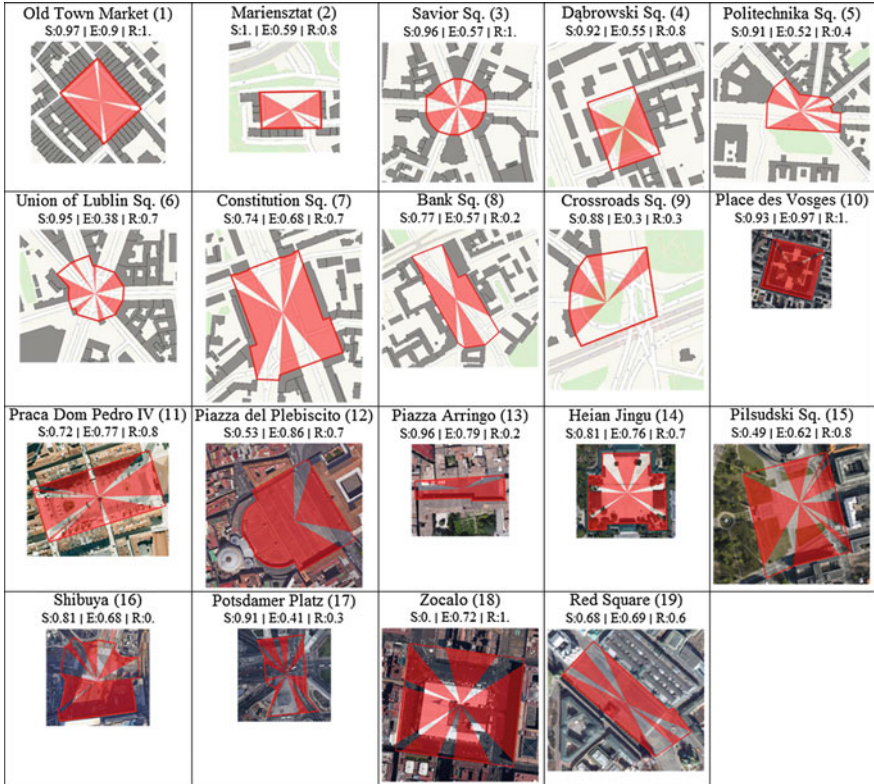 Old Town Market (1)
S:0.97 | E:0.9 | R:1.
Mariensztat (2)
S:1. | E:0.59 | R:0.8
Savior Sq. (3)
S:0.96 | E:0.57 | R:1.
Dąbrowski Sq. (4)
S:0.92 | E:0.55 | R:0.8
Politechnika Sq. (5)
S:0.91 | E:0.52 | R:0.4
Union of Lublin Sq. (6)
S:0.95 | E:0.38 | R:0.7
Constitution Sq. (7)
S:0.74 | E:0.68 | R:0.7
Bank Sq. (8)
S:0.77 | E:0.57 | R:0.2
Crossroads Sq. (9)
S:0.88 | E:0.3 | R:0.3
Place des Vosges (10)
S:0.93 | E:0.97 | R:1.
Praca Dom Pedro IV (11)
S:0.72 | E:0.77 | R:0.8
Piazza del Plebiscito (12)
S:0.53 | E:0.86 | R:0.7
Piazza Arringo (13)
S:0.96 | E:0.79 | R:0.2
Heian Jingu (14)
S:0.81 | E:0.76 | R:0.7
Pilsudski Sq. (15)
S:0.49 | E:0.62 | R:0.8
Shibuya (16)
S:0.81 | E:0.68 | R:0.
Potsdamer Platz (17)
S:0.91 | E:0.41 | R:0.3
Zocalo (18)
S:0. | E:0.72 | R:1.
Red Square (19)
S:0.68 | E:0.69 | R:0.6